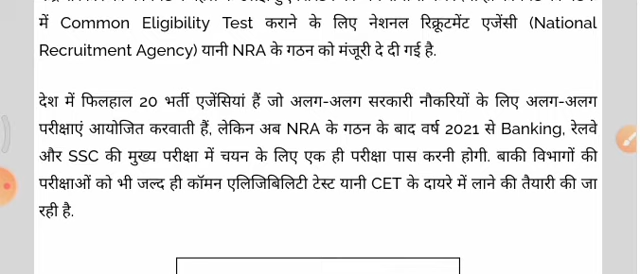 में Common Eligibility Test कराने के लिए नेशनल रिक्रूटमेंट एजेंसी (National
Recruitment Agency) यानी NRA के गठन को मंजूरी दे दी गई है.
देश में फिलहाल 20 भर्ती एजेंसियां हैं जो अलग-अलग सरकारी नौकरियों के लिए अलग-अलग
परीक्षाएं आयोजित करवाती हैं, लेकिन अब NRA के गठन के बाद वर्ष 2021 से Banking, रेलवे
और SSC की मुख्य परीक्षा में चयन के लिए एक ही परीक्षा पास करनी होगी. बाकी विभागों की
परीक्षाओं को भी जल्द ही कॉमन एलिजिबिलिटी टेस्ट यानी CET के दायरे में लाने की तैयारी की जा
रही है.